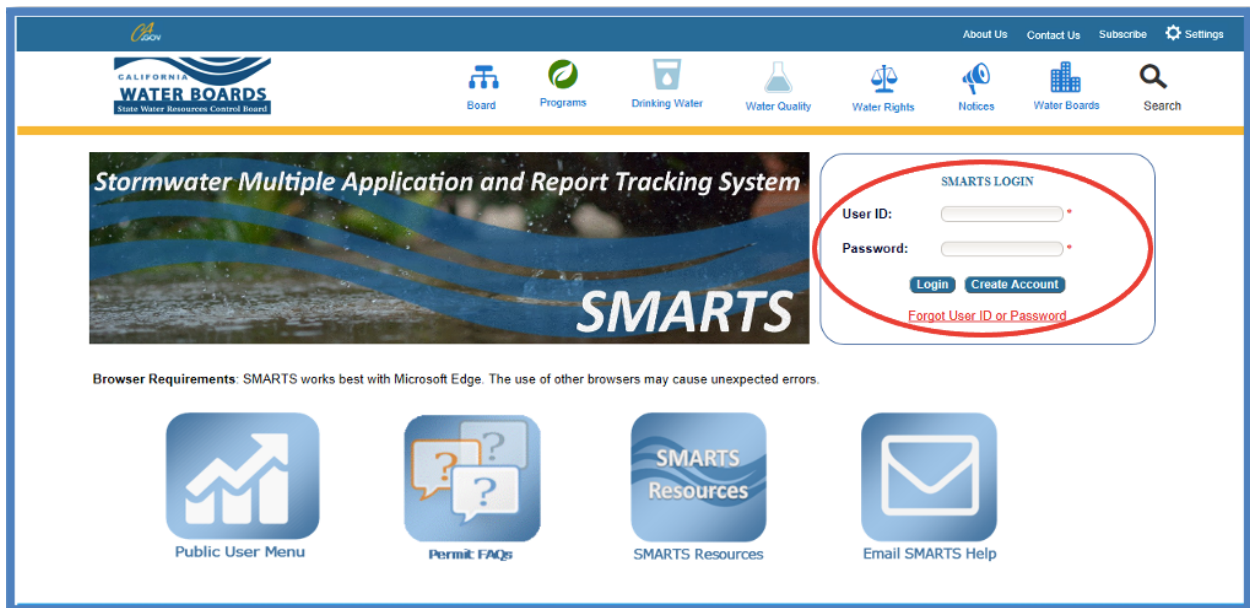 CA.GOV
About Us Contact Us Subscribe Settings
CALIFORNIA
WATER BOARDS
State Water Resources Control Board
Board Programs Drinking Water Water Quality Water Rights Notices Water Boards Search
Stormwater Multiple Application and Report Tracking System
SMARTS
SMARTS LOGIN
User ID: *
Password: *
Login Create Account
Forgot User ID or Password
Browser Requirements: SMARTS works best with Microsoft Edge. The use of other browsers may cause unexpected errors.
? ? ?
SMARTS
Resources
Public User Menu Permit FAQs SMARTS Resources Email SMARTS Help